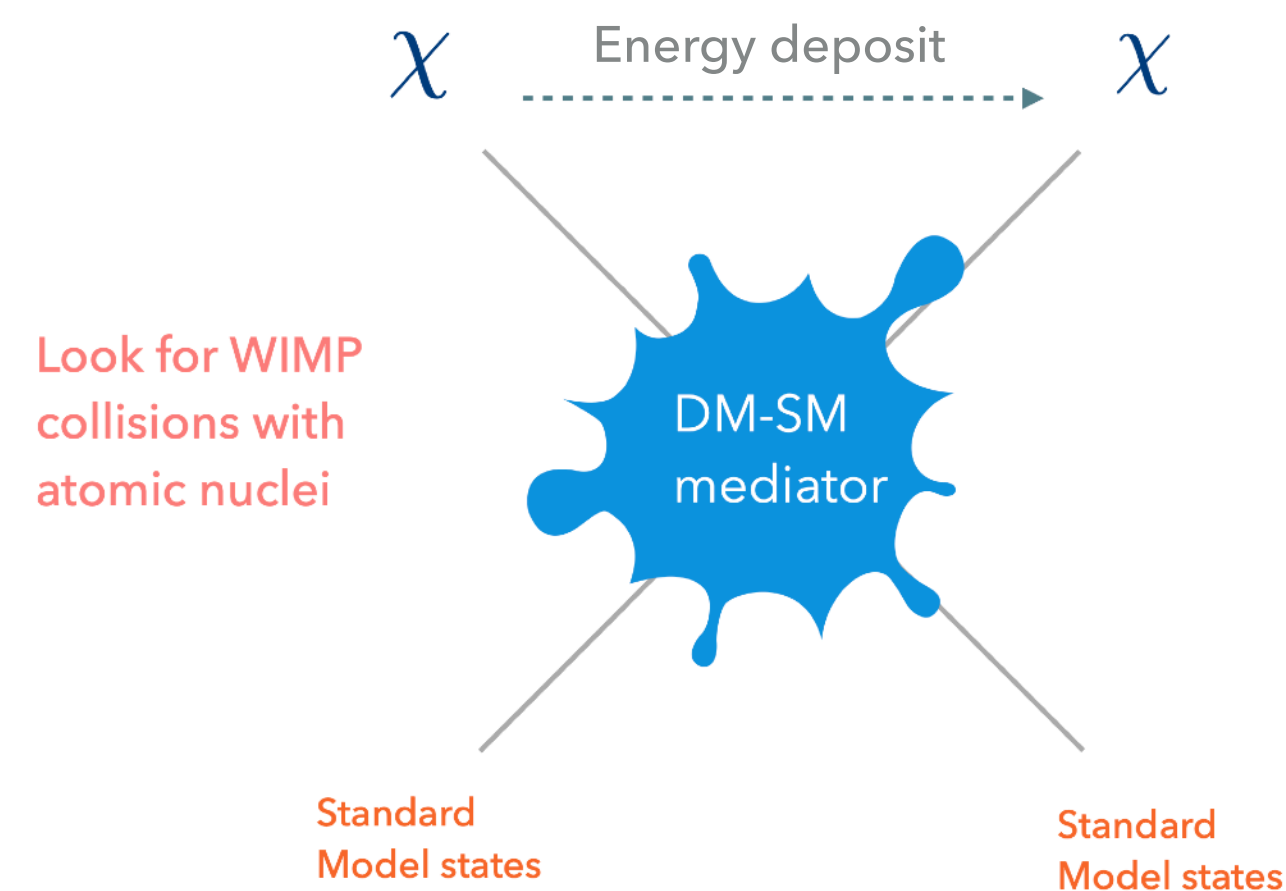 χ
Energy deposit
χ
Look for WIMP
collisions with
atomic nuclei
DM-SM
mediator
Standard
Model states
Standard
Model states